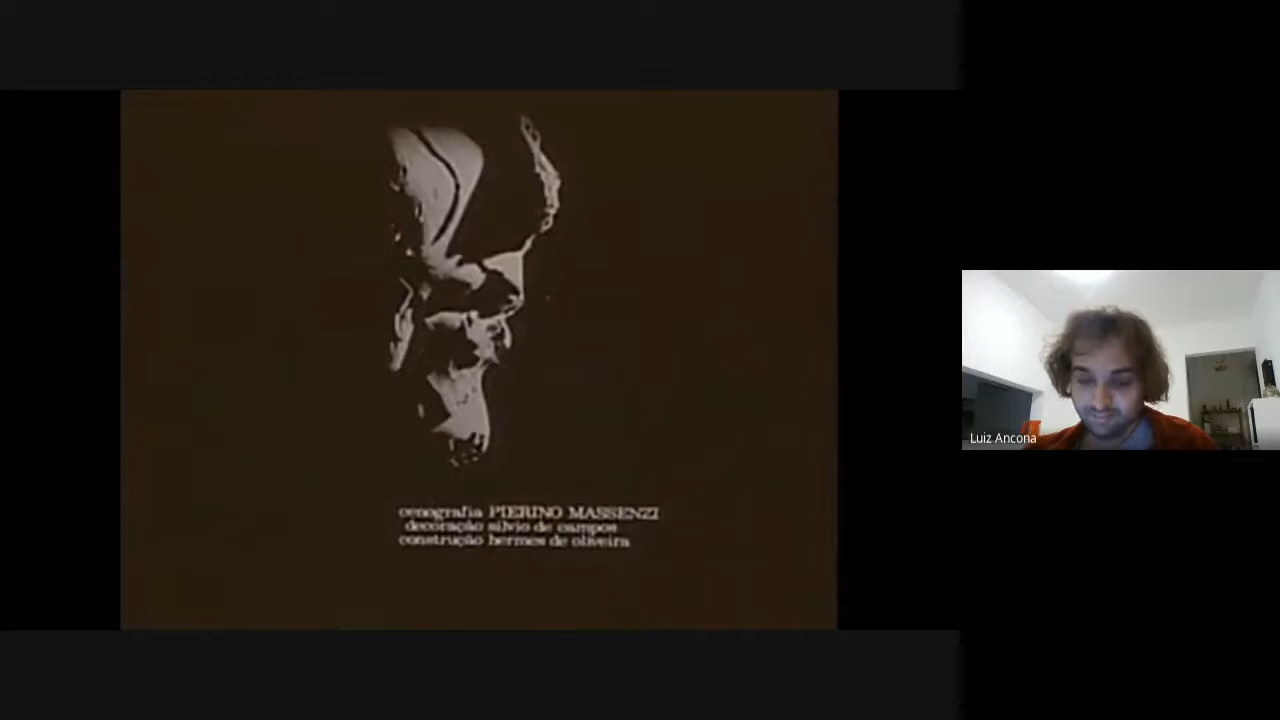 cenografia PIERINO MASSENZI
decoração silvio de campos
construção hermes de oliveira
Luiz Ancona